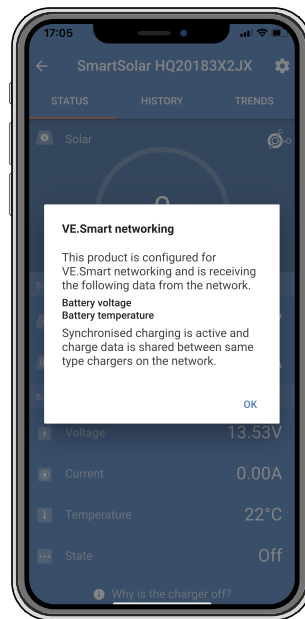 17:05
SmartSolar HQ20183X2JX
STATUS HISTORY TRENDS
Solar
VE.Smart networking
This product is configured for
VE.Smart networking and is receiving
the following data from the network.
Battery voltage
Battery temperature
Synchronised charging is active and
charge data is shared between same
type chargers on the network.
OK
Voltage 13.53V
Current 0.00A
Temperature 22°C
State Off
Why is the charger off?